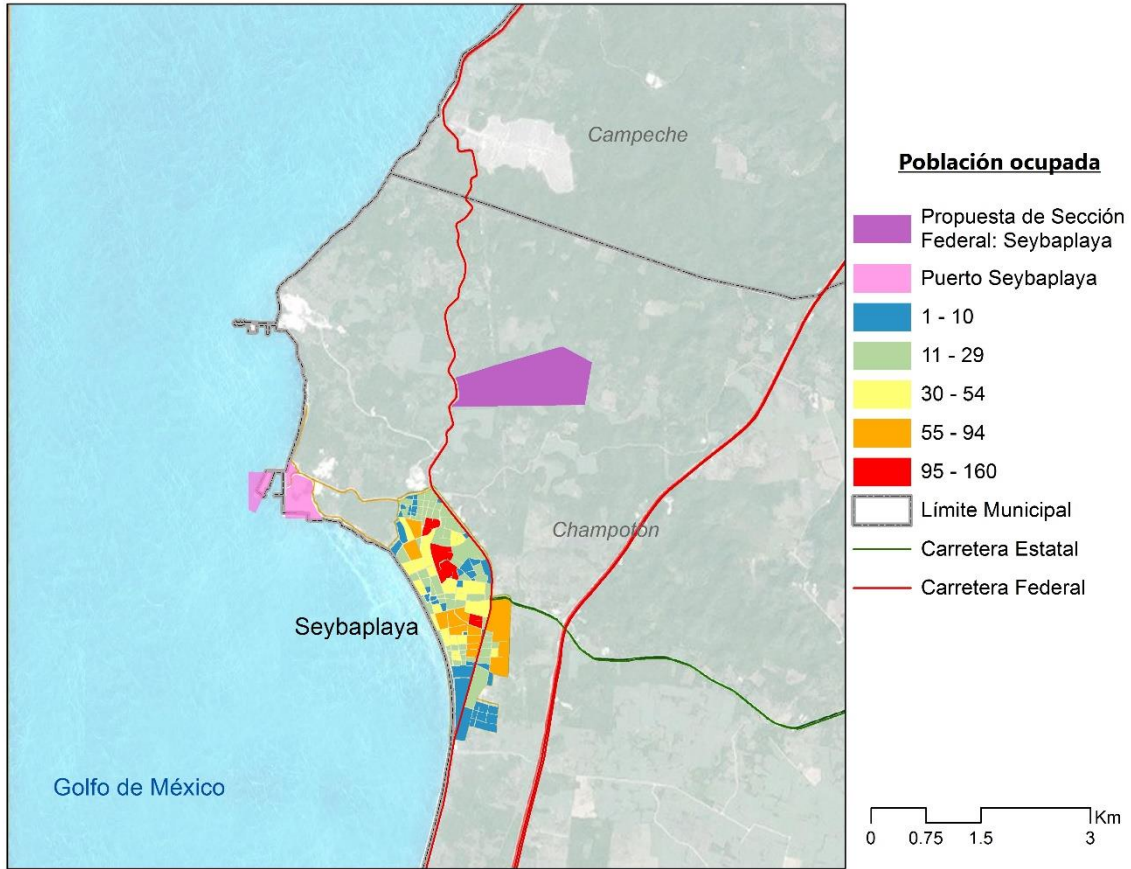 Campeche
Champotón
Seybaplaya
Golfo de México
Población ocupada
Propuesta de Sección
Federal: Seybaplaya
Puerto Seybaplaya
1 - 10
11 - 29
30 - 54
55 - 94
95 - 160
Límite Municipal
Carretera Estatal
Carretera Federal
Km
0 0.75 1.5 3